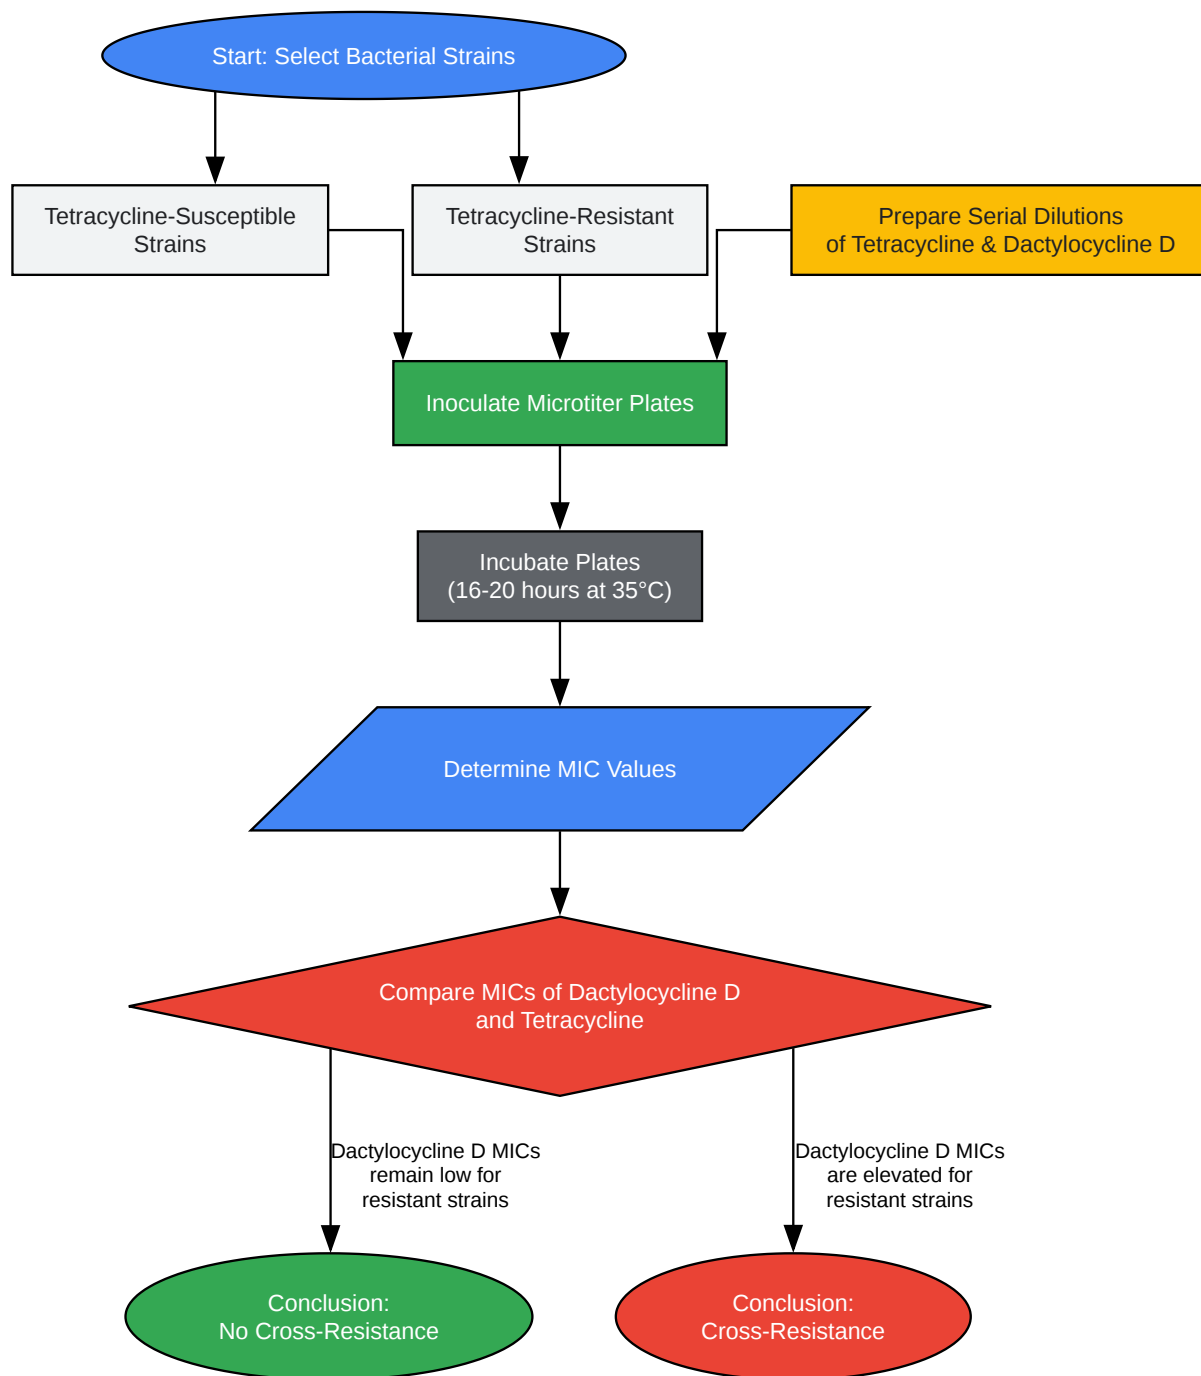 Start: Select Bacterial Strains
Tetracycline-Susceptible
Strains
Tetracycline-Resistant
Strains
Prepare Serial Dilutions
of Tetracycline & Dactylocycline D
Inoculate Microtiter Plates
Incubate Plates
(16-20 hours at 35°C)
Determine MIC Values
Compare MICs of Dactylocycline D
and Tetracycline
Dactylocycline D MICs
remain low for
resistant strains
Dactylocycline D MICs
are elevated for
resistant strains
Conclusion:
No Cross-Resistance
Conclusion:
Cross-Resistance